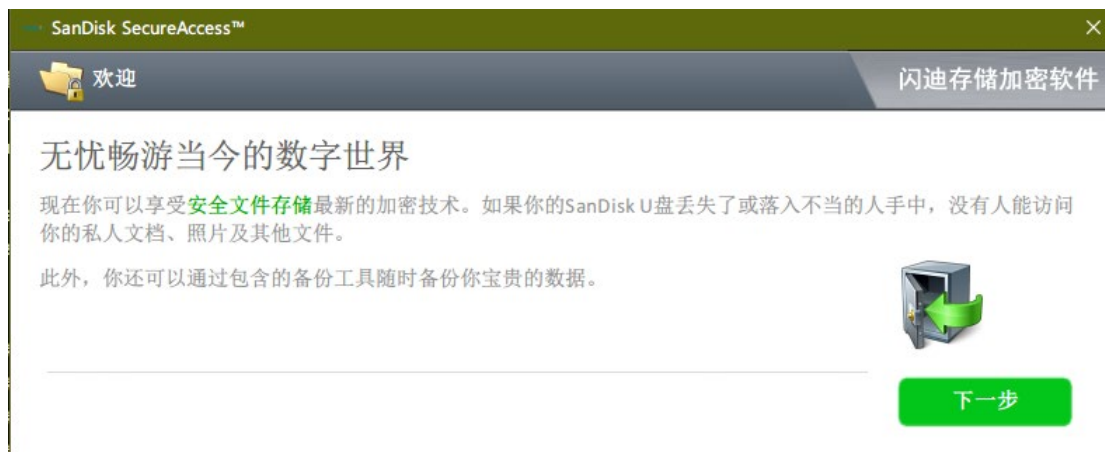 SanDisk SecureAccess™
欢迎
闪迪存储加密软件
无忧畅游当今的数字世界
现在你可以享受安全文件存储最新的加密技术。如果你的SanDisk U盘丢失了或落入不当的人手中，没有人能访问
你的私人文档、照片及其他文件。
此外，你还可以通过包含的备份工具随时备份你宝贵的数据。
下一步